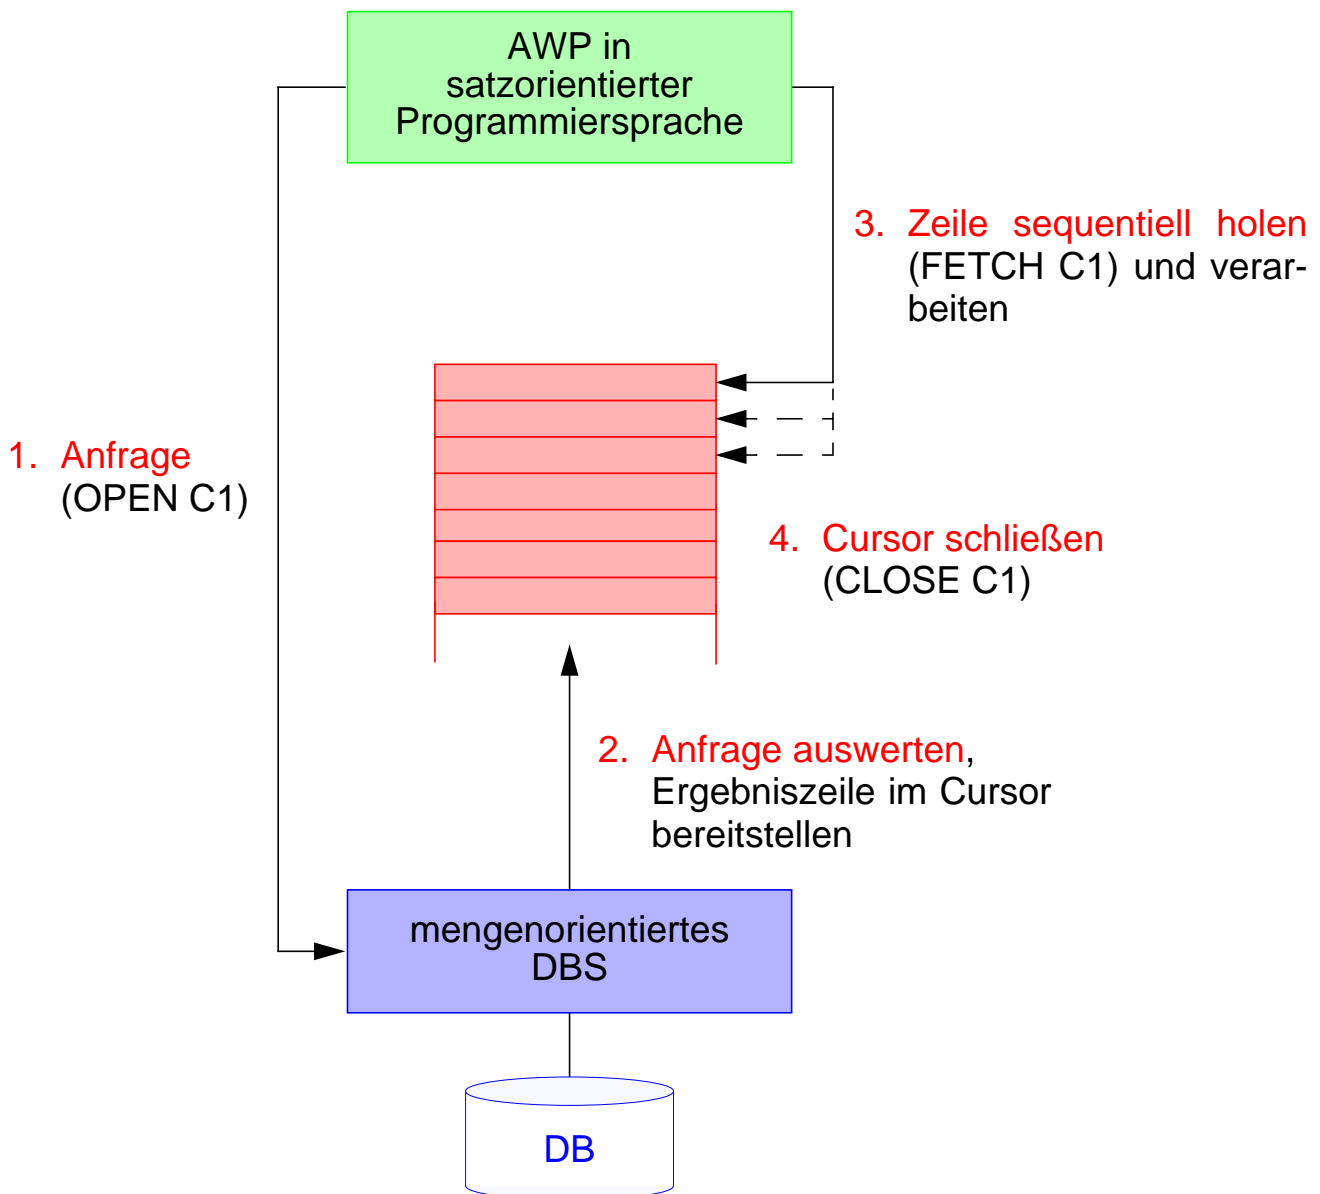 AWP in
satzorientierter
Programmiersprache
3. Zeile sequentiell holen
(FETCH C1) und verar-
beiten
1. Anfrage
(OPEN C1)
4. Cursor schließen
(CLOSE C1)
2. Anfrage auswerten,
Ergebniszeile im Cursor
bereitstellen
mengenorientiertes
DBS
DB